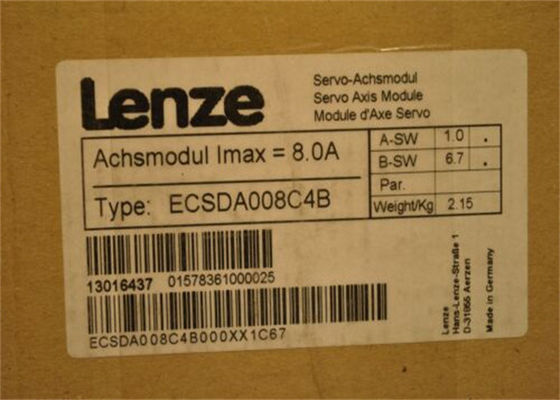 Lenze
Servo-Achsmodul
Servo Axis Module
Module d'Axe Servo
Achsmodul Imax = 8.0A
Type: ECSDA008C4B
A-SW 1.0 .
B-SW 6.7 .
Par.
Weight/Kg 2.15
13016437 01578361000025
ECSDA008C4B000XX1C67
Lenze
Hans-Lenze-Straße 1
D-31855 Aerzen
Made in Germany